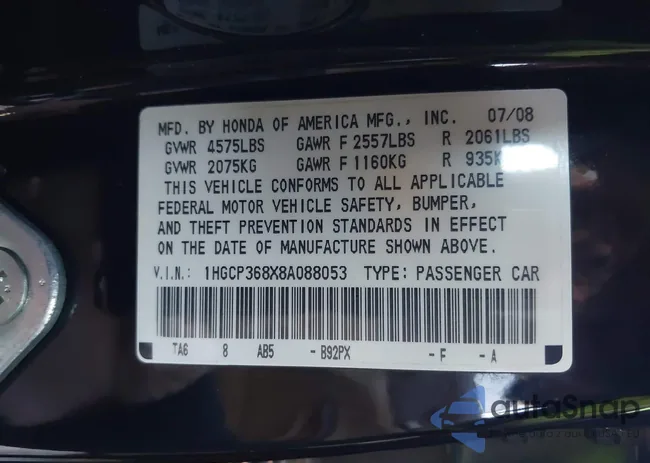 MFD. BY HONDA OF AMERICA MFG., INC. 07/08
GVWR 4575LBS GAWR F 2557LBS R 2061LBS
GVWR 2075KG GAWR F 1160KG R 935K
THIS VEHICLE CONFORMS TO ALL APPLICABLE
FEDERAL MOTOR VEHICLE SAFETY, BUMPER,
AND THEFT PREVENTION STANDARDS IN EFFECT
ON THE DATE OF MANUFACTURE SHOWN ABOVE.
V.I.N.: 1HGCP368X8A088053 TYPE: PASSENGER CAR
TA6 8 AB5 -B92PX -F -A
autoSnap